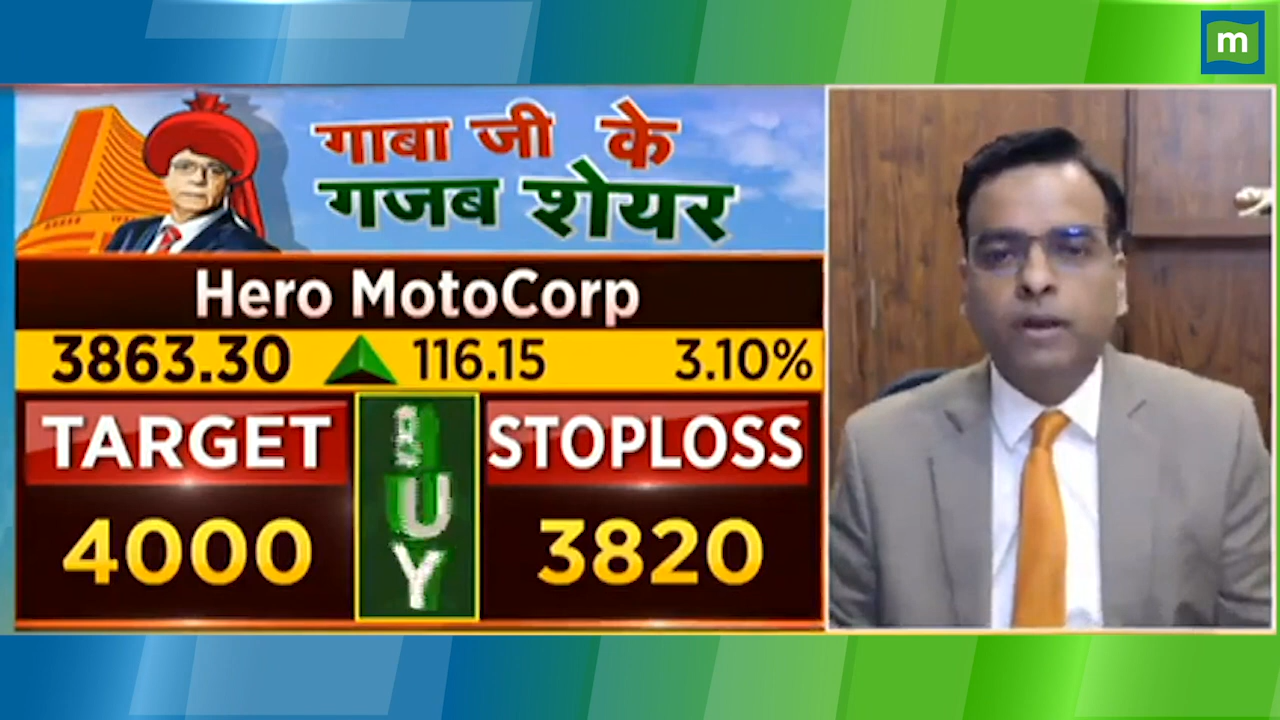 m
गाबा जी के
गजब शेयर
Hero MotoCorp
3863.30 116.15 3.10%
TARGET
BUY
STOPLOSS
4000
3820